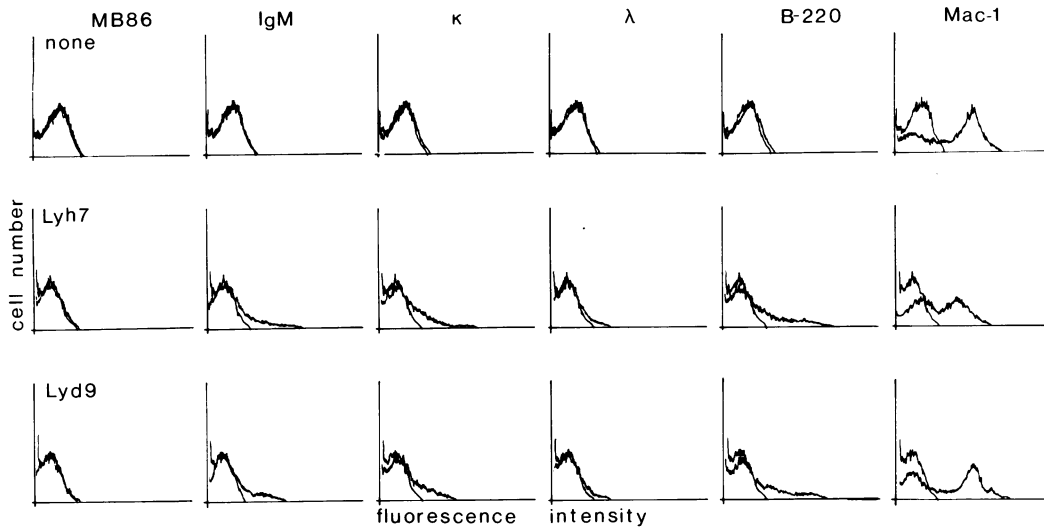 MB86 IgM κ λ B-220 Mac-1
none
Lyh7
cell number
Lyd9
fluorescence intensity